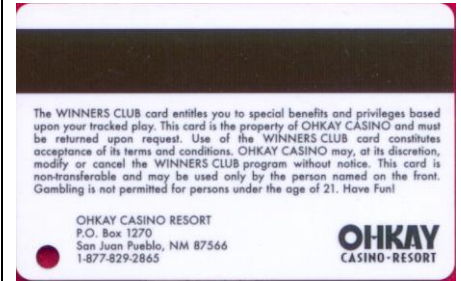 The WINNERS CLUB card entitles you to special benefits and privileges based
upon your tracked play. This card is the property of OHKAY CASINO and must
be returned upon request. Use of the WINNERS CLUB card constitutes
acceptance of its terms and conditions. OHKAY CASINO may, at its discretion,
modify or cancel the WINNERS CLUB program without notice. This card is
non-transferable and may be used only by the person named on the front.
Gambling is not permitted for persons under the age of 21. Have Fun!
OHKAY CASINO RESORT
P.O. Box 1270
San Juan Pueblo, NM 87566
1-877-829-2865
OHKAY
CASINO-RESORT